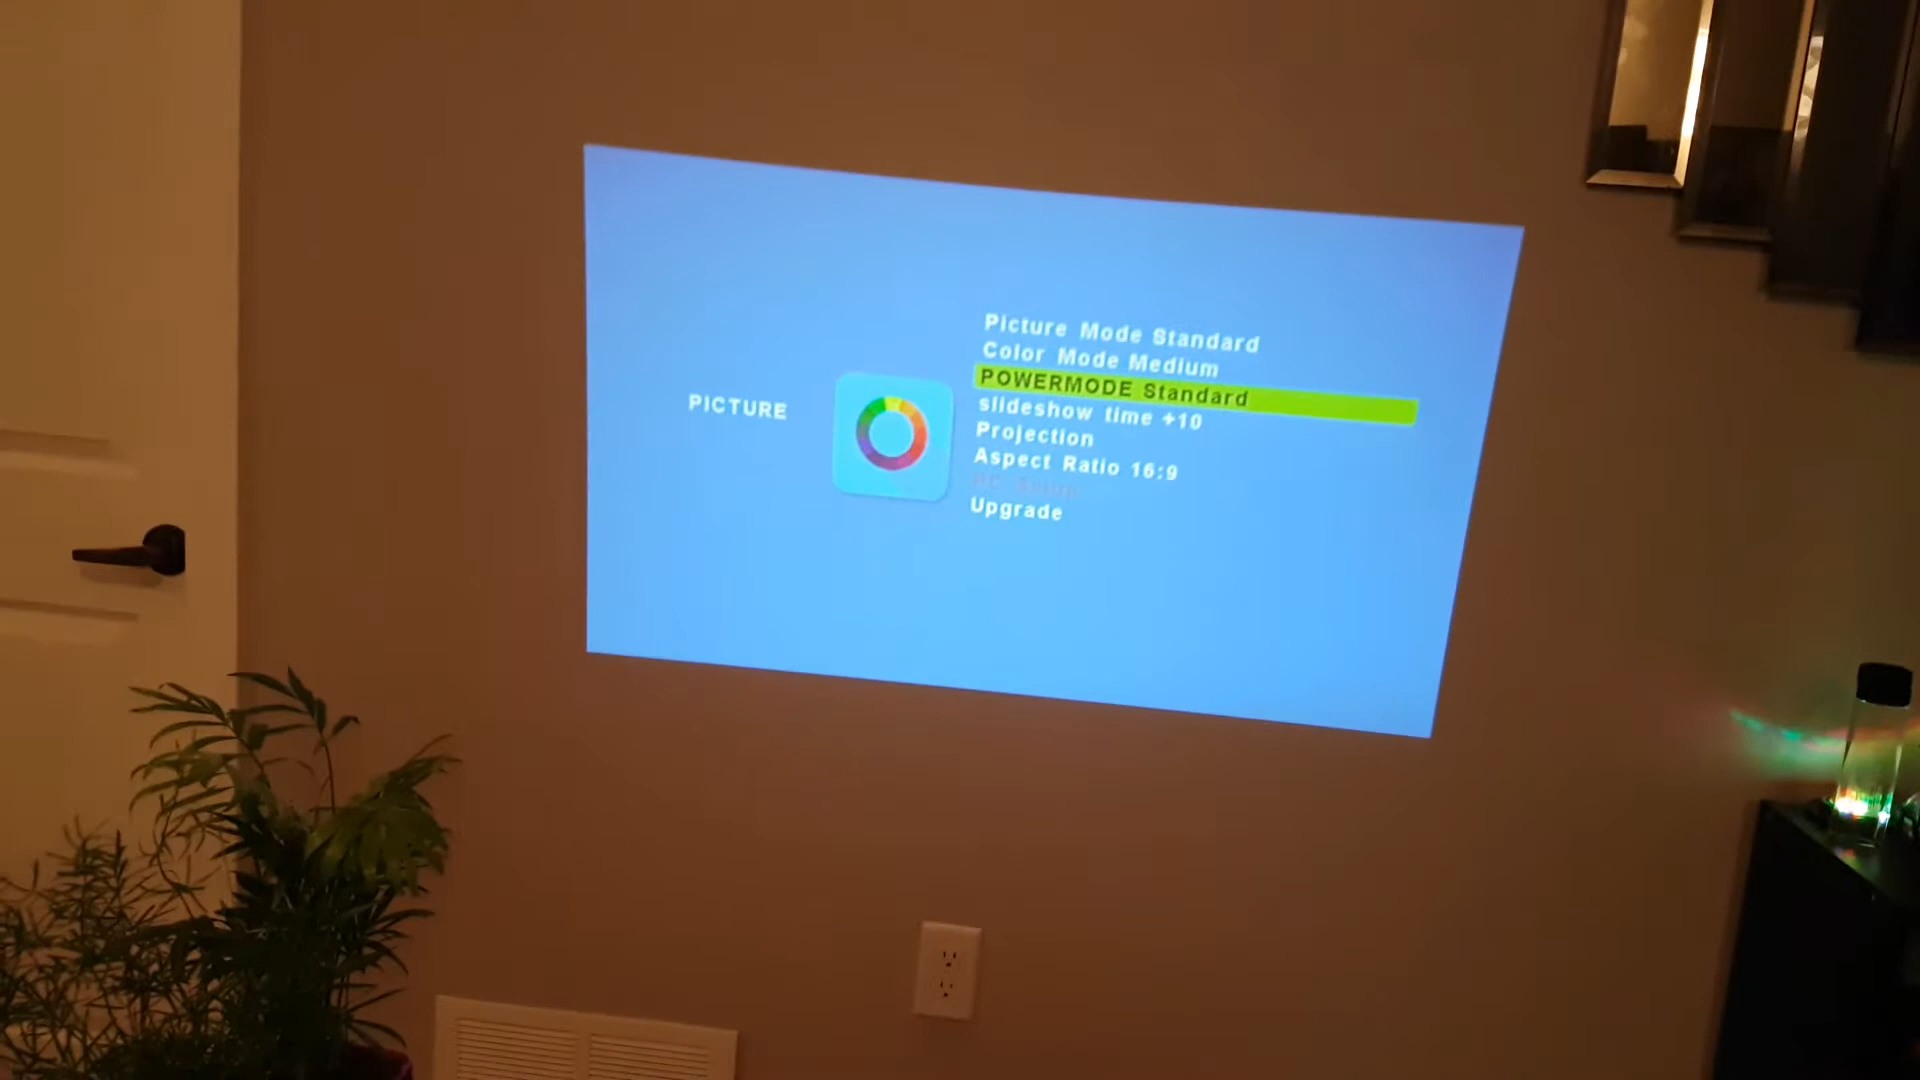 PICTURE
Picture Mode Standard
Color Mode Medium
POWERMODE Standard
slideshow time +10
Projection
Aspect Ratio 16:9
Upgrade